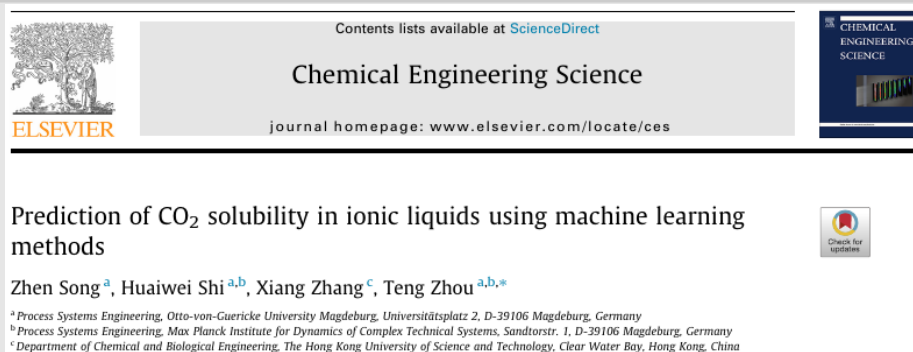 Contents lists available at ScienceDirect
CHEMICAL
ENGINEERING
SCIENCE
Chemical Engineering Science
ELSEVIER
journal homepage: www.elsevier.com/locate/ces
Prediction of CO₂ solubility in ionic liquids using machine learning
methods
Check for
updates
Zhen Song ᵃ, Huaiwei Shi ᵃ,ᵇ, Xiang Zhang ᶜ, Teng Zhou ᵃ,ᵇ,*
ᵃ Process Systems Engineering, Otto-von-Guericke University Magdeburg, Universitätsplatz 2, D-39106 Magdeburg, Germany
ᵇ Process Systems Engineering, Max Planck Institute for Dynamics of Complex Technical Systems, Sandtorstr. 1, D-39106 Magdeburg, Germany
ᶜ Department of Chemical and Biological Engineering, The Hong Kong University of Science and Technology, Clear Water Bay, Hong Kong, China